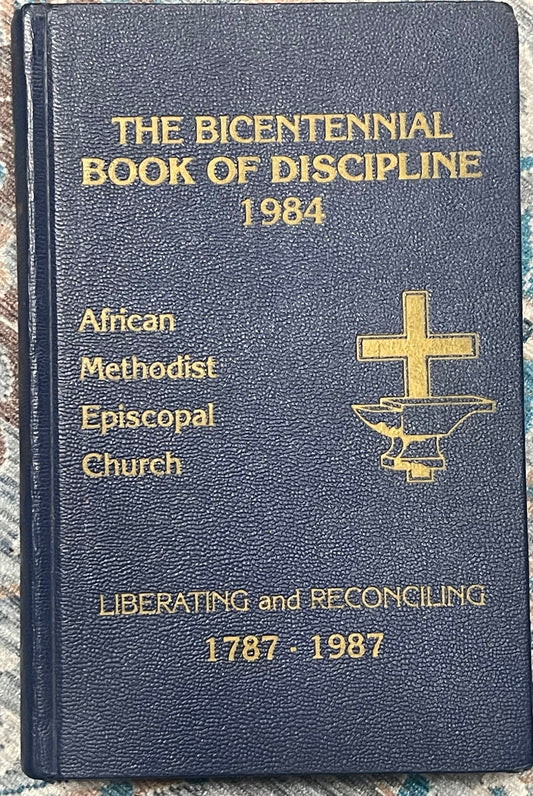 THE BICENTENNIAL
BOOK OF DISCIPLINE
1984
African
Methodist
Episcopal
Church
LIBERATING and RECONCILING
1787 · 1987